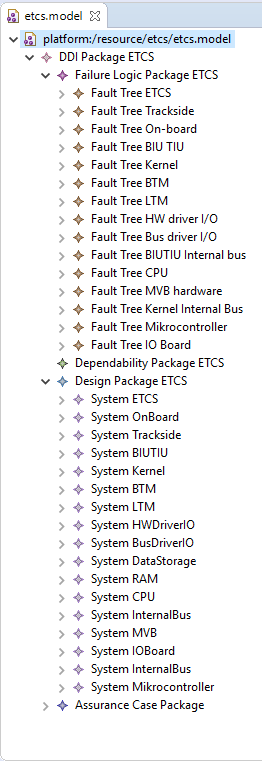 etcs.model
platform:/resource/etcs/etcs.model
DDI Package ETCS
Failure Logic Package ETCS
Fault Tree ETCS
Fault Tree Trackside
Fault Tree On-board
Fault Tree BIU TIU
Fault Tree Kernel
Fault Tree BTM
Fault Tree LTM
Fault Tree HW driver I/O
Fault Tree Bus driver I/O
Fault Tree BIUTIU Internal bus
Fault Tree CPU
Fault Tree MVB hardware
Fault Tree Kernel Internal Bus
Fault Tree Mikrocontroller
Fault Tree IO Board
Dependability Package ETCS
Design Package ETCS
System ETCS
System OnBoard
System Trackside
System BIUTIU
System Kernel
System BTM
System LTM
System HWDriverIO
System BusDriverIO
System DataStorage
System RAM
System CPU
System InternalBus
System MVB
System IOBoard
System InternalBus
System Mikrocontroller
Assurance Case Package